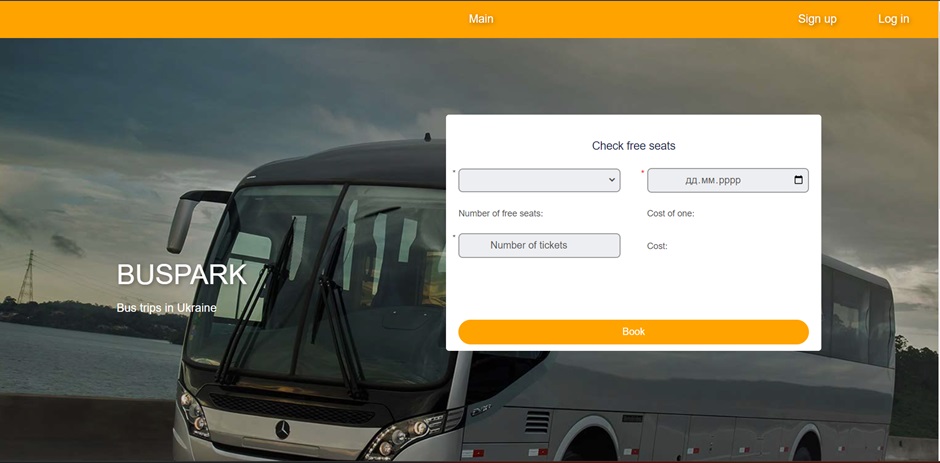 Main
Sign up
Log in
Check free seats
*
*
дд.мм.рррр
Number of free seats:
Cost of one:
*
Number of tickets
Cost:
BUSPARK
Bus trips in Ukraine
Book